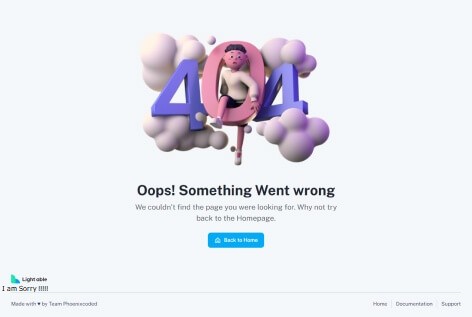 404
Oops! Something Went wrong
We couldn't find the page you were looking for. Why not try
back to the Homepage.
Back to Home
Light able
I am Sorry !!!!!
Made with ♥ by Team Phoenixcoded
Home
Documentation
Support